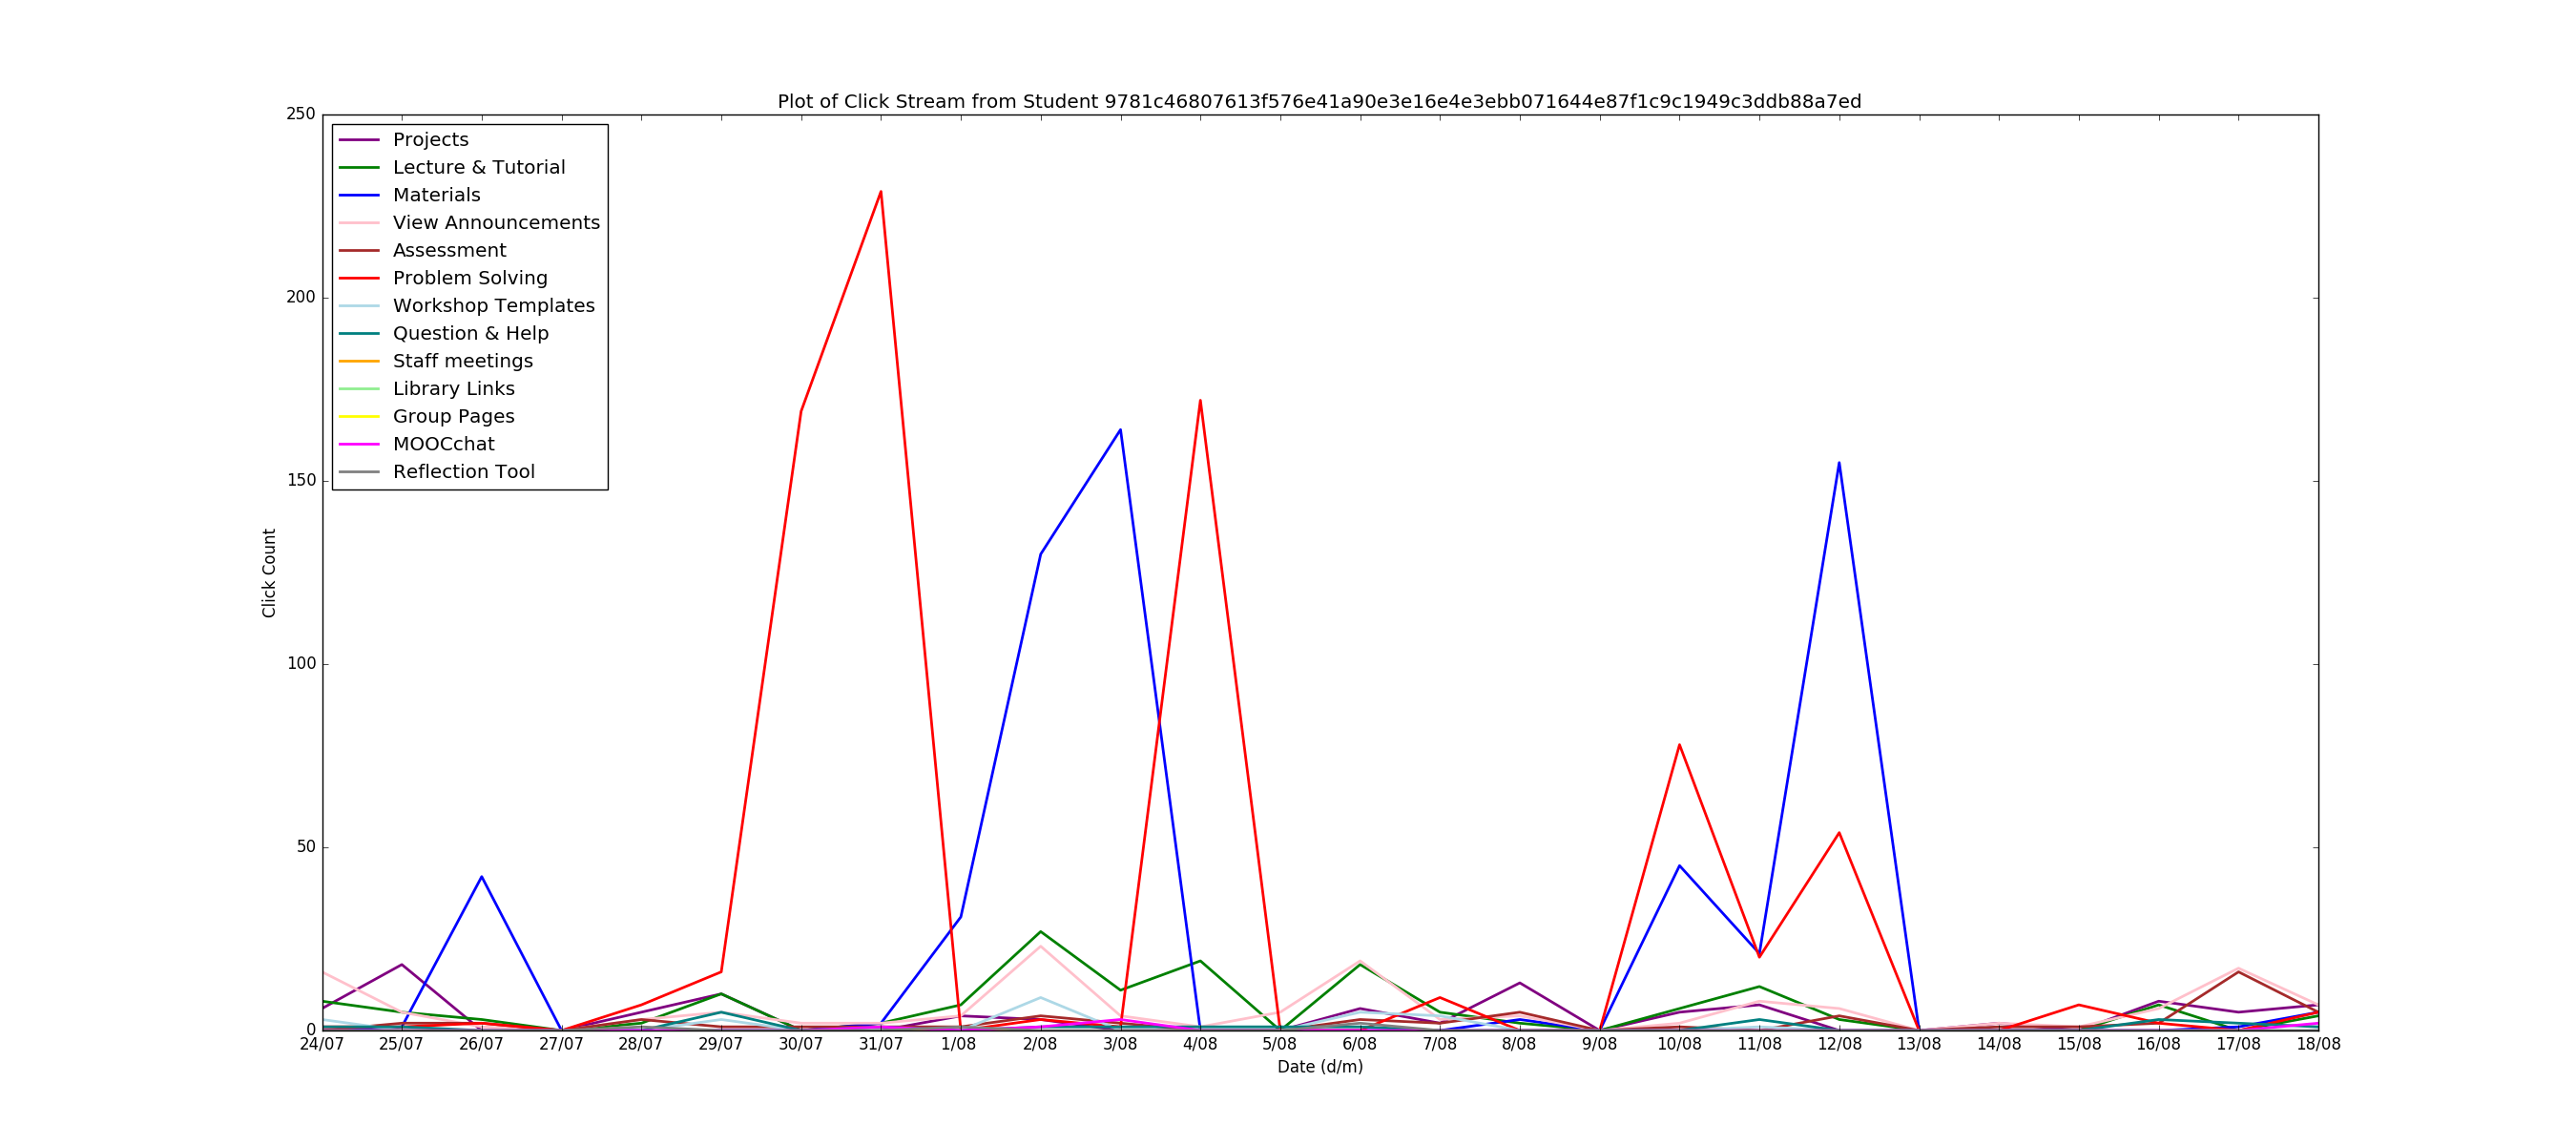 Plot of Click Stream from Student 9781c46807613f576e41a90e3e16e4e3ebb071644e87f1c9c1949c3ddb88a7ed
250
200
150
100
50
0
Click Count
Projects
Lecture & Tutorial
Materials
View Announcements
Assessment
Problem Solving
Workshop Templates
Question & Help
Staff meetings
Library Links
Group Pages
MOOCchat
Reflection Tool
24/07 25/07 26/07 27/07 28/07 29/07 30/07 31/07 1/08 2/08 3/08 4/08 5/08 6/08 7/08 8/08 9/08 10/08 11/08 12/08 13/08 14/08 15/08 16/08 17/08 18/08
Date (d/m)